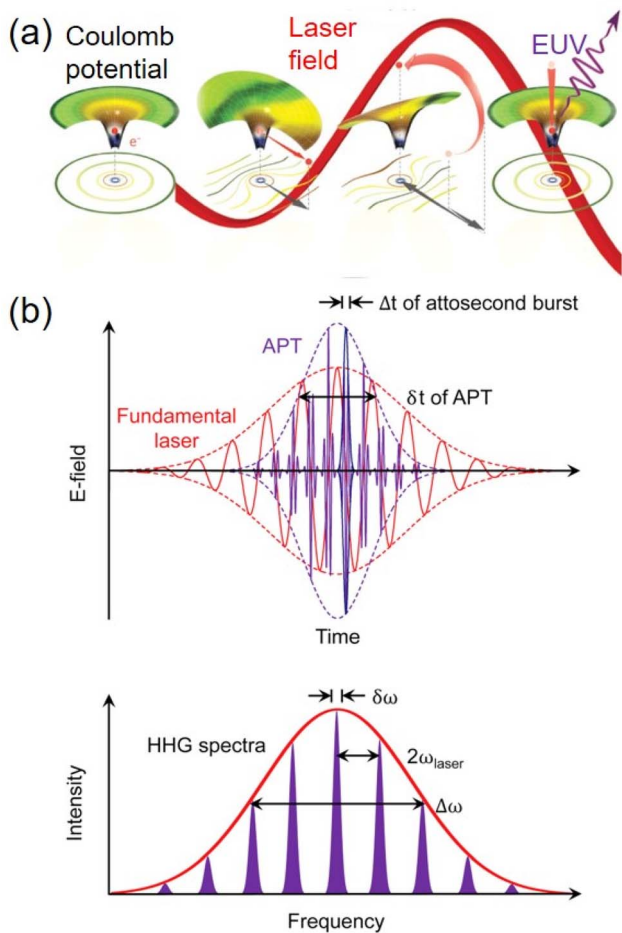 (a)
Coulomb
potential
Laser
field
EUV
e⁻
(b)
Δt of attosecond burst
APT
δt of APT
Fundamental
laser
E-field
Time
δω
HHG spectra
2ω_laser
Δω
Intensity
Frequency